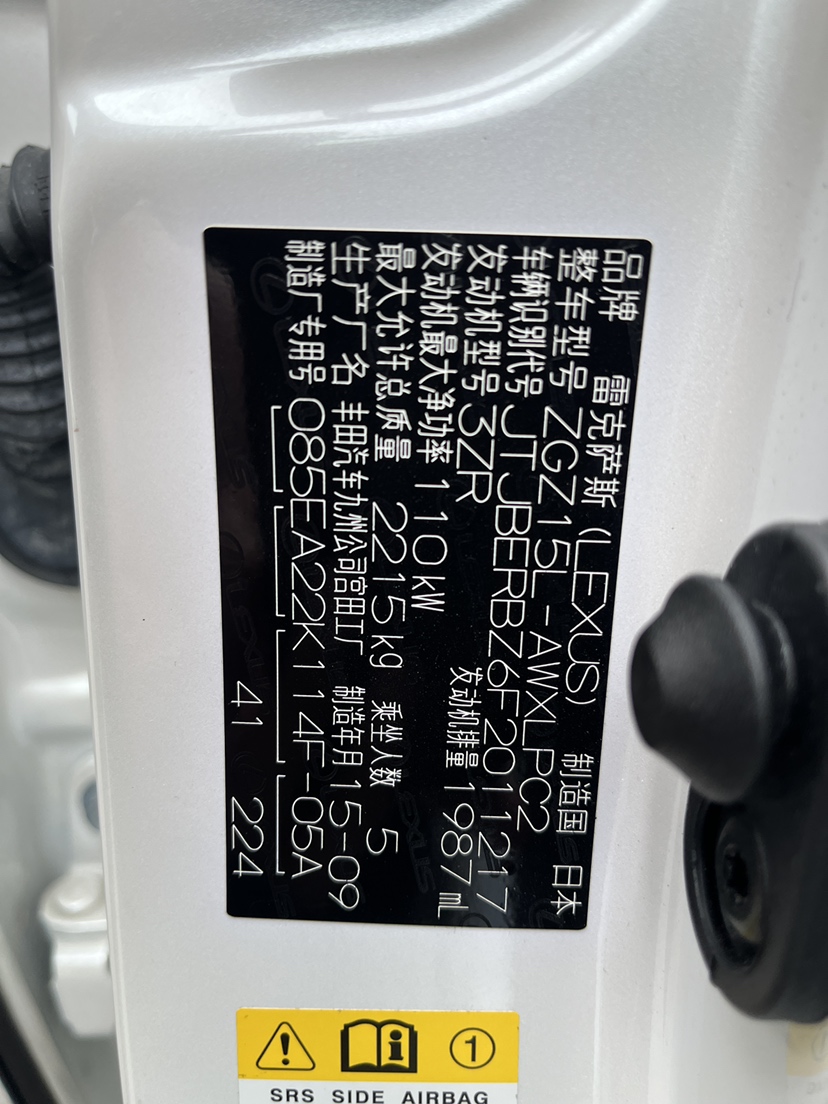 品牌 雷克萨斯 (LEXUS) 制造国 日本
整车型号 ZGZ15L-AWXLPC2
车辆识别代号 JTJBERBZ6F2011217
发动机型号 3ZR 发动机排量 1987mL
发动机最大净功率 110kW
最大允许总质量 2215kg 乘坐人数 5
生产厂名 丰田汽车九州公司宫田工厂 制造年月 15-09
制造厂专用号 085EA22K114F-05A
41 224
1
SRS SIDE AIRBAG